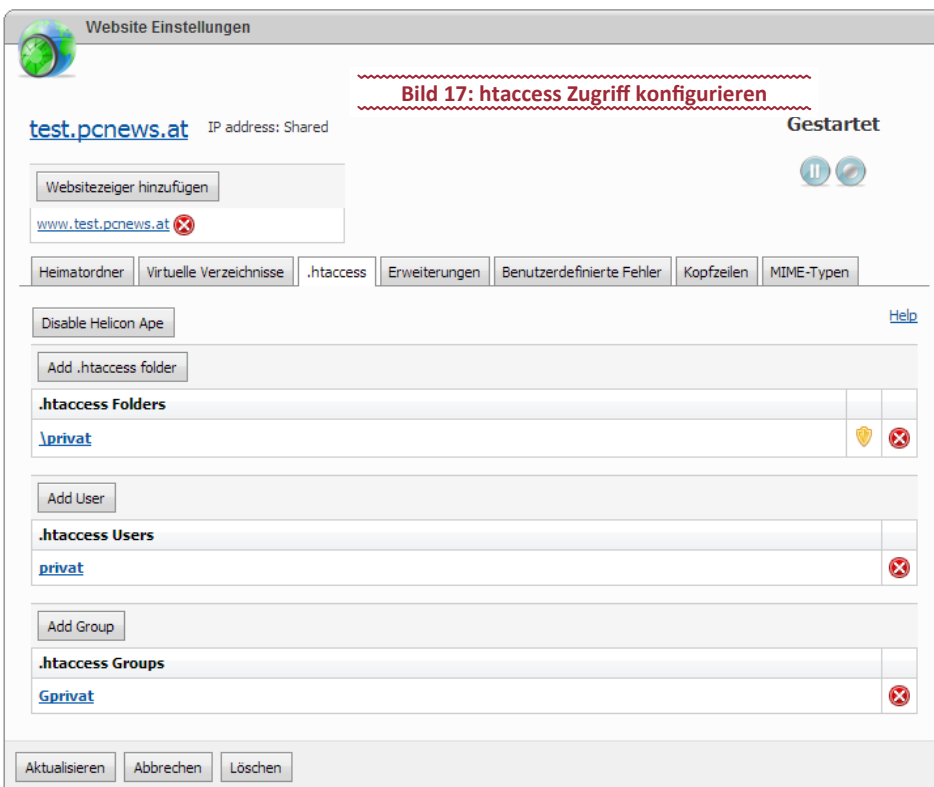 Website Einstellungen
Bild 17: htaccess Zugriff konfigurieren
test.pcnews.at IP address: Shared Gestartet
Websitezeiger hinzufügen
www.test.pcnews.at
Heimatordner Virtuelle Verzeichnisse .htaccess Erweiterungen Benutzerdefinierte Fehler Kopfzeilen MIME-Typen
Disable Helicon Ape Help
Add .htaccess folder
.htaccess Folders
\privat
Add User
.htaccess Users
privat
Add Group
.htaccess Groups
Gprivat
Aktualisieren Abbrechen Löschen